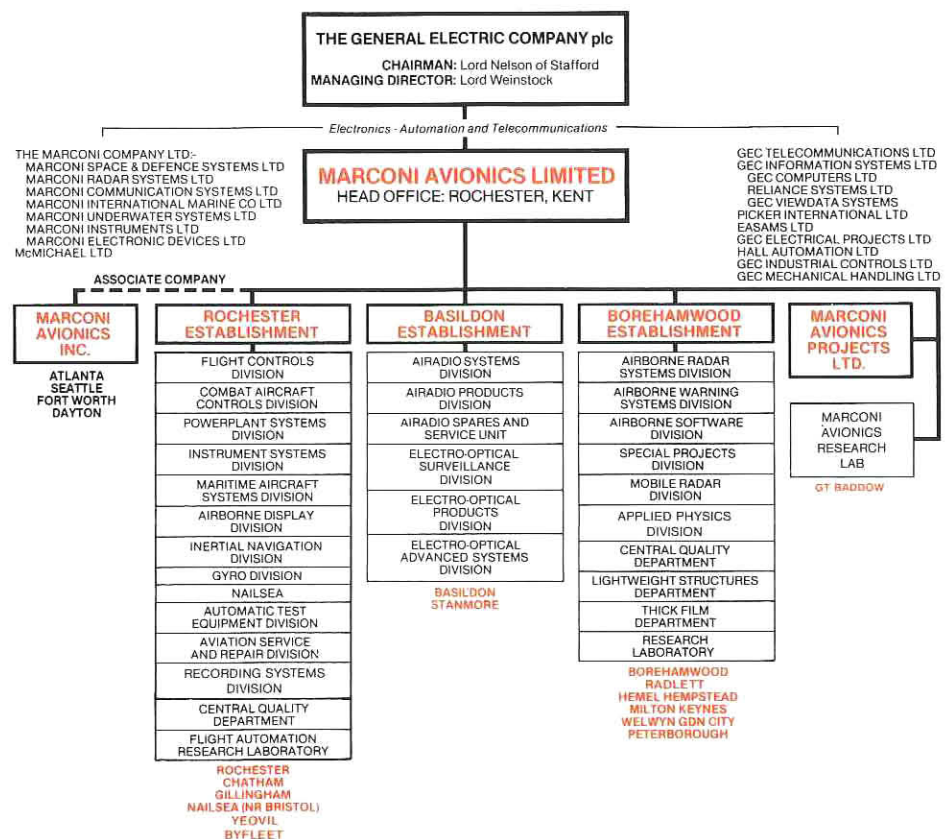 THE GENERAL ELECTRIC COMPANY plc
CHAIRMAN: Lord Nelson of Stafford
MANAGING DIRECTOR: Lord Weinstock
Electronics - Automation and Telecommunications
THE MARCONI COMPANY LTD:-
MARCONI SPACE & DEFENCE SYSTEMS LTD
MARCONI RADAR SYSTEMS LTD
MARCONI COMMUNICATION SYSTEMS LTD
MARCONI INTERNATIONAL MARINE CO LTD
MARCONI UNDERWATER SYSTEMS LTD
MARCONI INSTRUMENTS LTD
MARCONI ELECTRONIC DEVICES LTD
McMICHAEL LTD
MARCONI AVIONICS LIMITED
HEAD OFFICE: ROCHESTER, KENT
GEC TELECOMMUNICATIONS LTD
GEC INFORMATION SYSTEMS LTD
GEC COMPUTERS LTD
RELIANCE SYSTEMS LTD
GEC VIEWDATA SYSTEMS
PICKER INTERNATIONAL LTD
EASAMS LTD
GEC ELECTRICAL PROJECTS LTD
HALL AUTOMATION LTD
GEC INDUSTRIAL CONTROLS LTD
GEC MECHANICAL HANDLING LTD
ASSOCIATE COMPANY
MARCONI
AVIONICS
INC.
ATLANTA
SEATTLE
FORT WORTH
DAYTON
ROCHESTER
ESTABLISHMENT
FLIGHT CONTROLS
DIVISION
COMBAT AIRCRAFT
CONTROLS DIVISION
POWERPLANT SYSTEMS
DIVISION
INSTRUMENT SYSTEMS
DIVISION
MARITIME AIRCRAFT
SYSTEMS DIVISION
AIRBORNE DISPLAY
DIVISION
INERTIAL NAVIGATION
DIVISION
GYRO DIVISION
NAILSEA
AUTOMATIC TEST
EQUIPMENT DIVISION
AVIATION SERVICE
AND REPAIR DIVISION
RECORDING SYSTEMS
DIVISION
CENTRAL QUALITY
DEPARTMENT
FLIGHT AUTOMATION
RESEARCH LABORATORY
ROCHESTER
CHATHAM
GILLINGHAM
NAILSEA (NR BRISTOL)
YEOVIL
BYFLEET
BASILDON
ESTABLISHMENT
AIRADIO SYSTEMS
DIVISION
AIRADIO PRODUCTS
DIVISION
AIRADIO SPARES AND
SERVICE UNIT
ELECTRO-OPTICAL
SURVEILLANCE
DIVISION
ELECTRO-OPTICAL
PRODUCTS
DIVISION
ELECTRO-OPTICAL
ADVANCED SYSTEMS
DIVISION
BASILDON
STANMORE
BOREHAMWOOD
ESTABLISHMENT
AIRBORNE RADAR
SYSTEMS DIVISION
AIRBORNE WARNING
SYSTEMS DIVISION
AIRBORNE SOFTWARE
DIVISION
SPECIAL PROJECTS
DIVISION
MOBILE RADAR
DIVISION
APPLIED PHYSICS
DIVISION
CENTRAL QUALITY
DEPARTMENT
LIGHTWEIGHT STRUCTURES
DEPARTMENT
THICK FILM
DEPARTMENT
RESEARCH
LABORATORY
BOREHAMWOOD
RADLETT
HEMEL HEMPSTEAD
MILTON KEYNES
WELWYN GDN CITY
PETERBOROUGH
MARCONI
AVIONICS
PROJECTS
LTD.
MARCONI
AVIONICS
RESEARCH
LAB
GT BADDOW